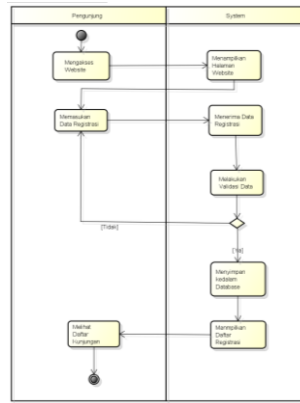 Pengunjung
System
Mengakses
Website
Menampilkan
Halaman
Website
Memasukan
Data Registrasi
Menerima Data
Registrasi
Melakukan
Validasi Data
[Tidak]
[Ya]
Menyimpan
kedalam
Database
Melihat
Daftar
Kunjungan
Manmpilkan
Daftar
Registrasi